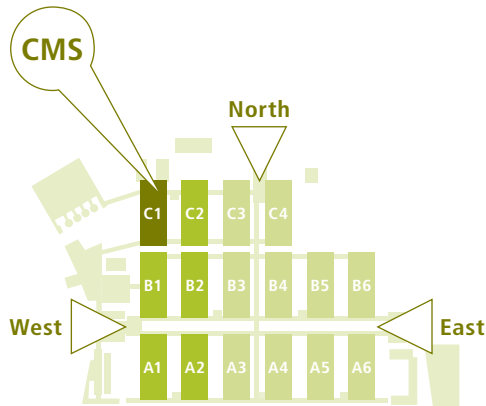 CMS
North
C1 C2 C3 C4
B1 B2 B3 B4 B5 B6
West East
A1 A2 A3 A4 A5 A6